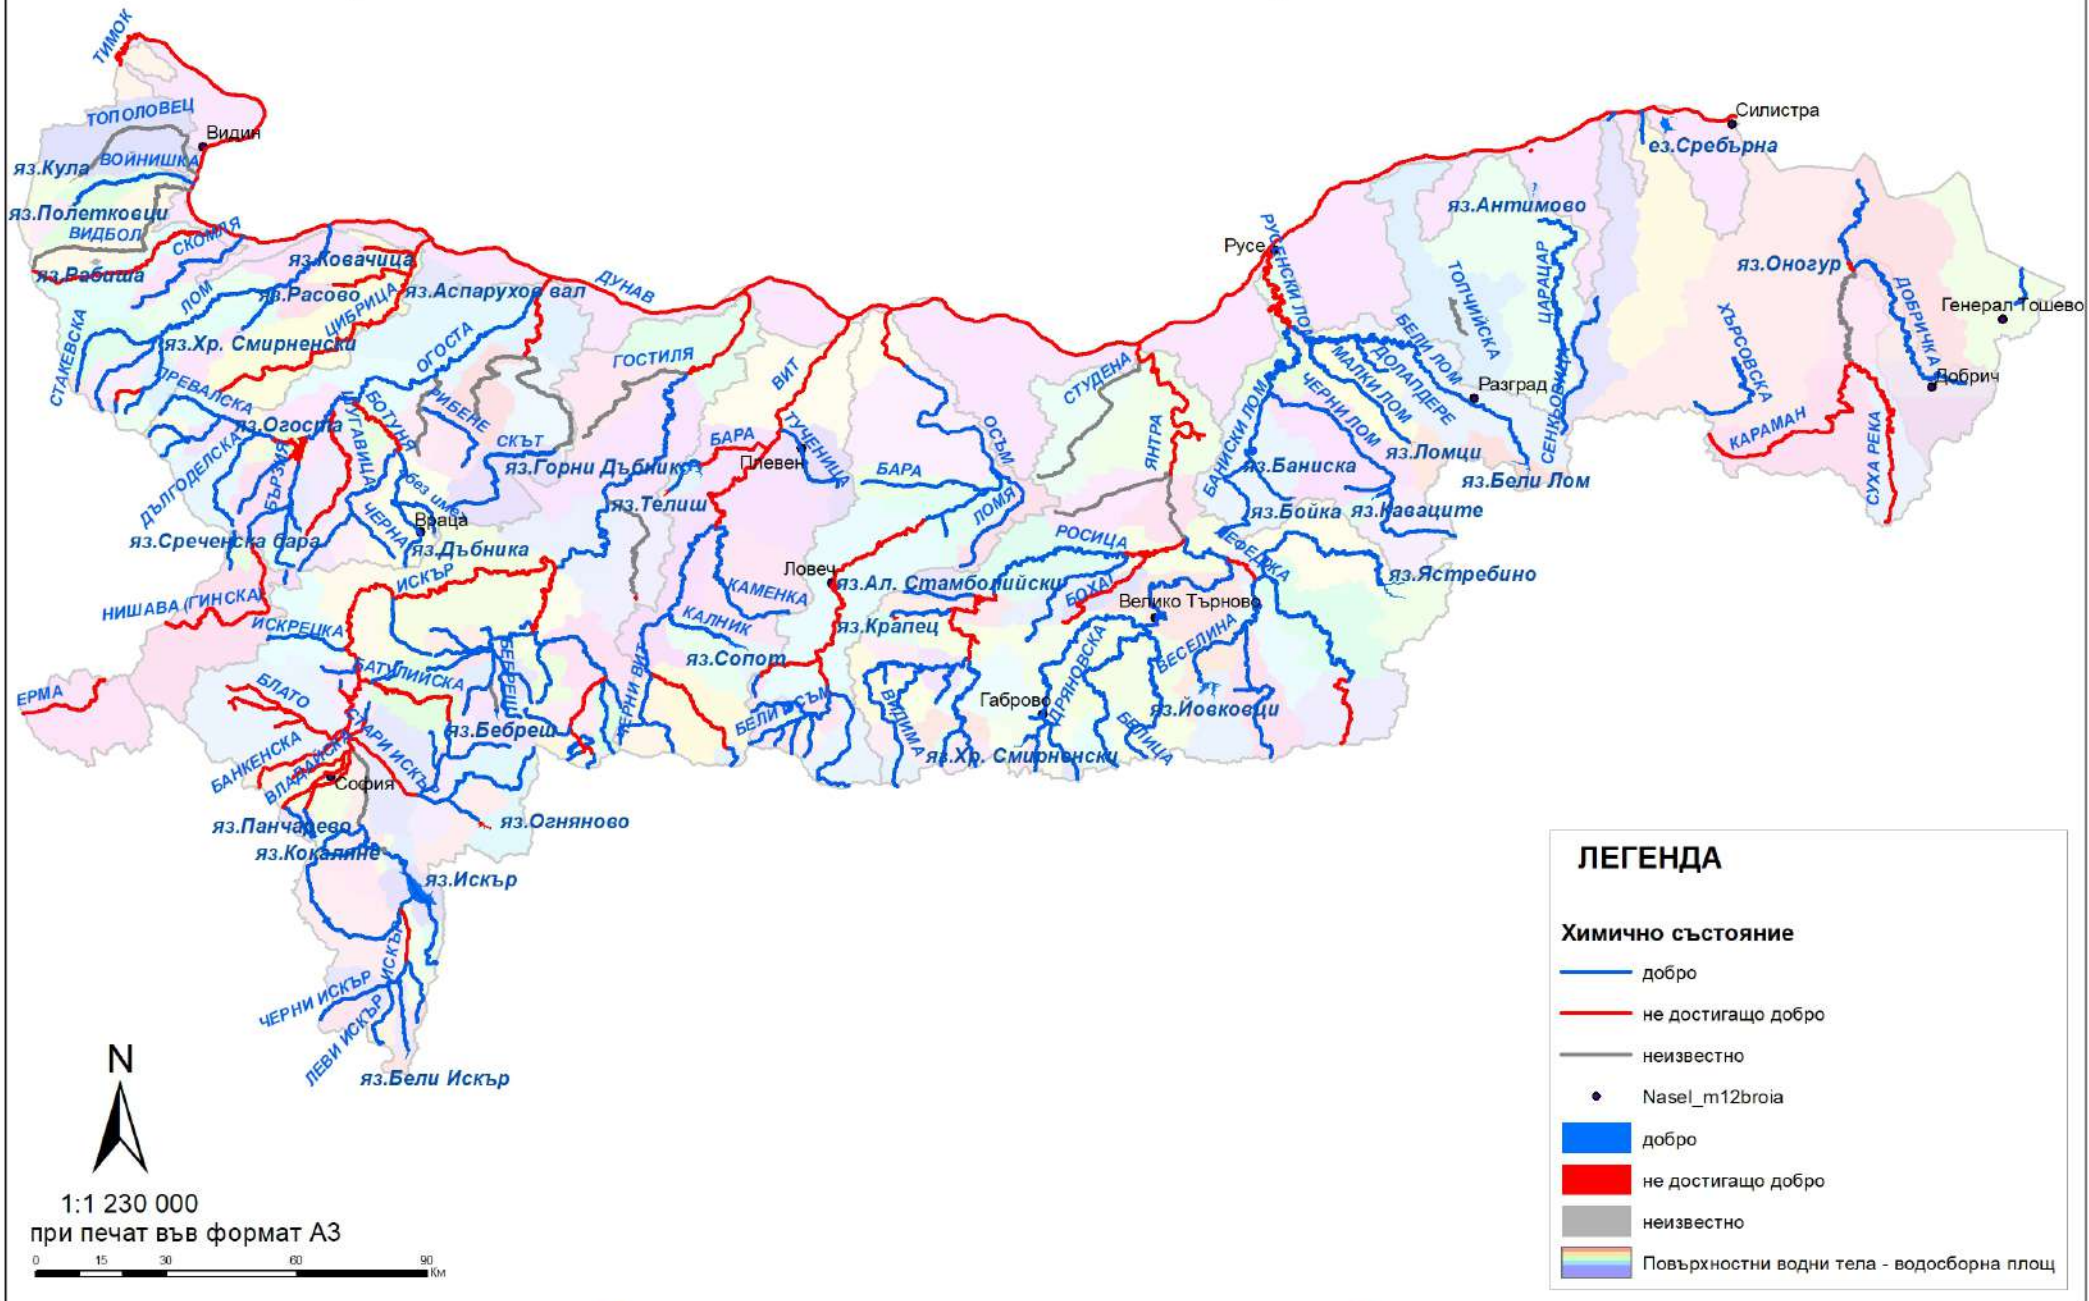 ТИМОК
ТОПОЛОВЕЦ
Видин
ВОЙНИШКА
яз.Кула
яз.Полетковци
ВИДБОЛ
СКОМЛЯ
яз.Рабиша
ЛОМ
яз.Ковачица
яз.Расово
ЦИБРИЦА
яз.Аспарухов вал
ДУНАВ
СТАКЕВСКА
яз.Хр. Смирненски
ОГОСТА
ГОСТИЛЯ
ВИТ
ПРЕВАЛСКА
ШУГАВИЦА
БОТУНЯ
РИБЕНЕ
СКЪТ
яз.Огоста
ДЪЛГОДЕЛСКА
БЪРЗИЯ
без име
ЧЕРНА
Враца
яз.Среченска бара
яз.Дъбника
яз.Горни Дъбник
яз.Телиш
БАРА
Плевен
ТУЧЕНИЦА
БАРА
ОСЪМ
ЛОМЯ
СТУДЕНА
ЯНТРА
РОСИЦА
Русе
РУСЕНСКИ ЛОМ
БАНИСКИ ЛОМ
ЧЕРНИ ЛОМ
МАЛКИ ЛОМ
ДОЛАПДЕРЕ
БЕЛИ ЛОМ
Разград
ТОПЧИЙСКА
ЦАРАЦАР
СЕНКЬОВИЦА
яз.Антимово
ез.Сребърна
Силистра
яз.Оногур
ДОБРИЧКА
Генерал Тошево
Добрич
ХЪРСОВСКА
КАРАМАН
СУХА РЕКА
яз.Ломци
яз.Баниска
яз.Бели Лом
яз.Бойка
яз.Каваците
ЛЕФЕДЖА
яз.Ястребино
НИШАВА (ГИНСКА)
ИСКЪР
ИСКРЕЦКА
Ловеч
яз.Ал. Стамболийски
КАМЕНКА
КАЛНИК
яз.Крапец
БОХА
Велико Търново
яз.Сопот
ВЕСЕЛИНА
ДРЯНОВСКА
ЕРМА
БЛАТО
БАТУЛИЙСКА
БЕБРЕШ
ЧЕРНИ ВИТ
БЕЛИ ОСЪМ
ВИДИМА
Габрово
яз.Йовковци
БЕЛИЦА
яз.Хр. Смирненски
яз.Бебреш
СТАРИ ИСКЪР
БАНКЕНСКА
ВЛАДАЙСКА
София
яз.Панчарево
яз.Огняново
яз.Кокаляне
яз.Искър
ИСКЪР
ЧЕРНИ ИСКЪР
ЛЕВИ ИСКЪР
яз.Бели Искър
N
1:1 230 000
при печат във формат А3
0 15 30 60 90
Км
ЛЕГЕНДА
Химично състояние
добро
не достигащо добро
неизвестно
Nasel_m12broia
добро
не достигащо добро
неизвестно
Повърхностни водни тела - водосборна площ